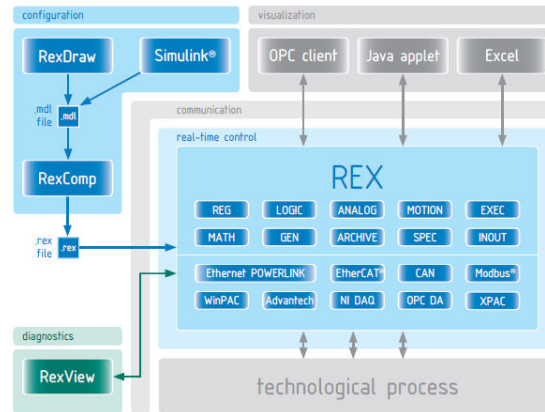 configuration
visualization
RexDraw
Simulink®
OPC client
Java applet
Excel
.mdl
file
.mdl
communication
real-time control
RexComp
REX
REG
LOGIC
ANALOG
MOTION
EXEC
MATH
GEN
ARCHIVE
SPEC
INOUT
.rex
file
.rex
Ethernet POWERLINK
EtherCAT®
CAN
Modbus®
WinPAC
Advantech
NI DAQ
OPC DA
XPAC
diagnostics
RexView
technological process